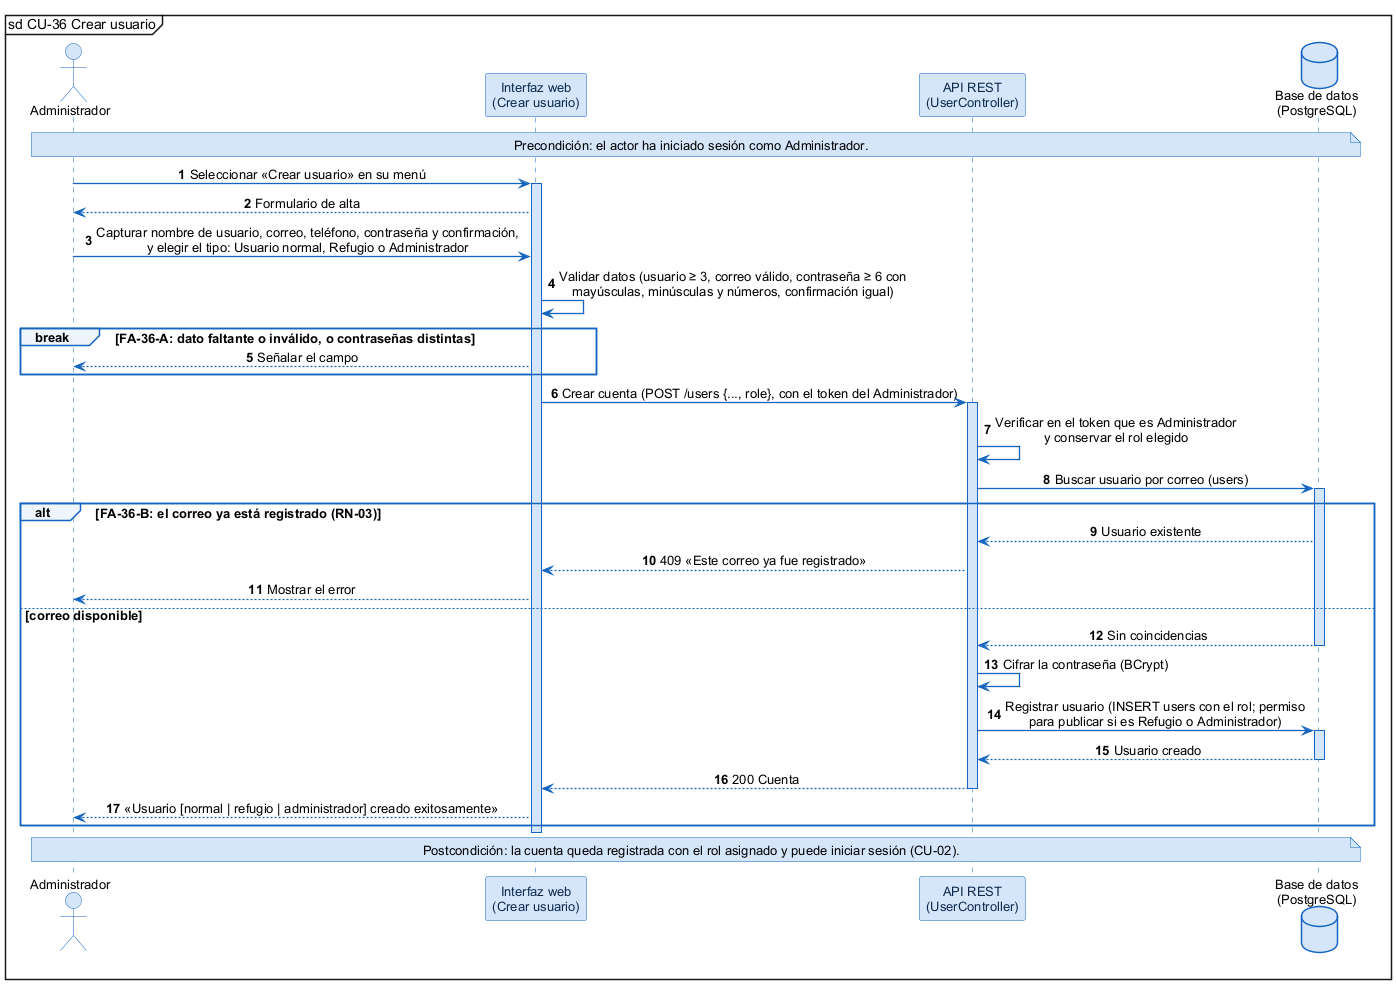 sd CU-36 Crear usuario
Administrador
Interfaz web
(Crear usuario)
API REST
(UserController)
Base de datos
(PostgreSQL)
Precondición: el actor ha iniciado sesión como Administrador.
1 Seleccionar «Crear usuario» en su menú
2 Formulario de alta
3 Capturar nombre de usuario, correo, teléfono, contraseña y confirmación,
y elegir el tipo: Usuario normal, Refugio o Administrador
4 Validar datos (usuario ≥ 3, correo válido, contraseña ≥ 6 con
mayúsculas, minúsculas y números, confirmación igual)
break [FA-36-A: dato faltante o inválido, o contraseñas distintas]
5 Señalar el campo
6 Crear cuenta (POST /users {..., role}, con el token del Administrador)
7 Verificar en el token que es Administrador
y conservar el rol elegido
8 Buscar usuario por correo (users)
alt [FA-36-B: el correo ya está registrado (RN-03)]
9 Usuario existente
10 409 «Este correo ya fue registrado»
11 Mostrar el error
[correo disponible]
12 Sin coincidencias
13 Cifrar la contraseña (BCrypt)
14 Registrar usuario (INSERT users con el rol; permiso
para publicar si es Refugio o Administrador)
15 Usuario creado
16 200 Cuenta
17 «Usuario [normal | refugio | administrador] creado exitosamente»
Postcondición: la cuenta queda registrada con el rol asignado y puede iniciar sesión (CU-02).
Administrador
Interfaz web
(Crear usuario)
API REST
(UserController)
Base de datos
(PostgreSQL)